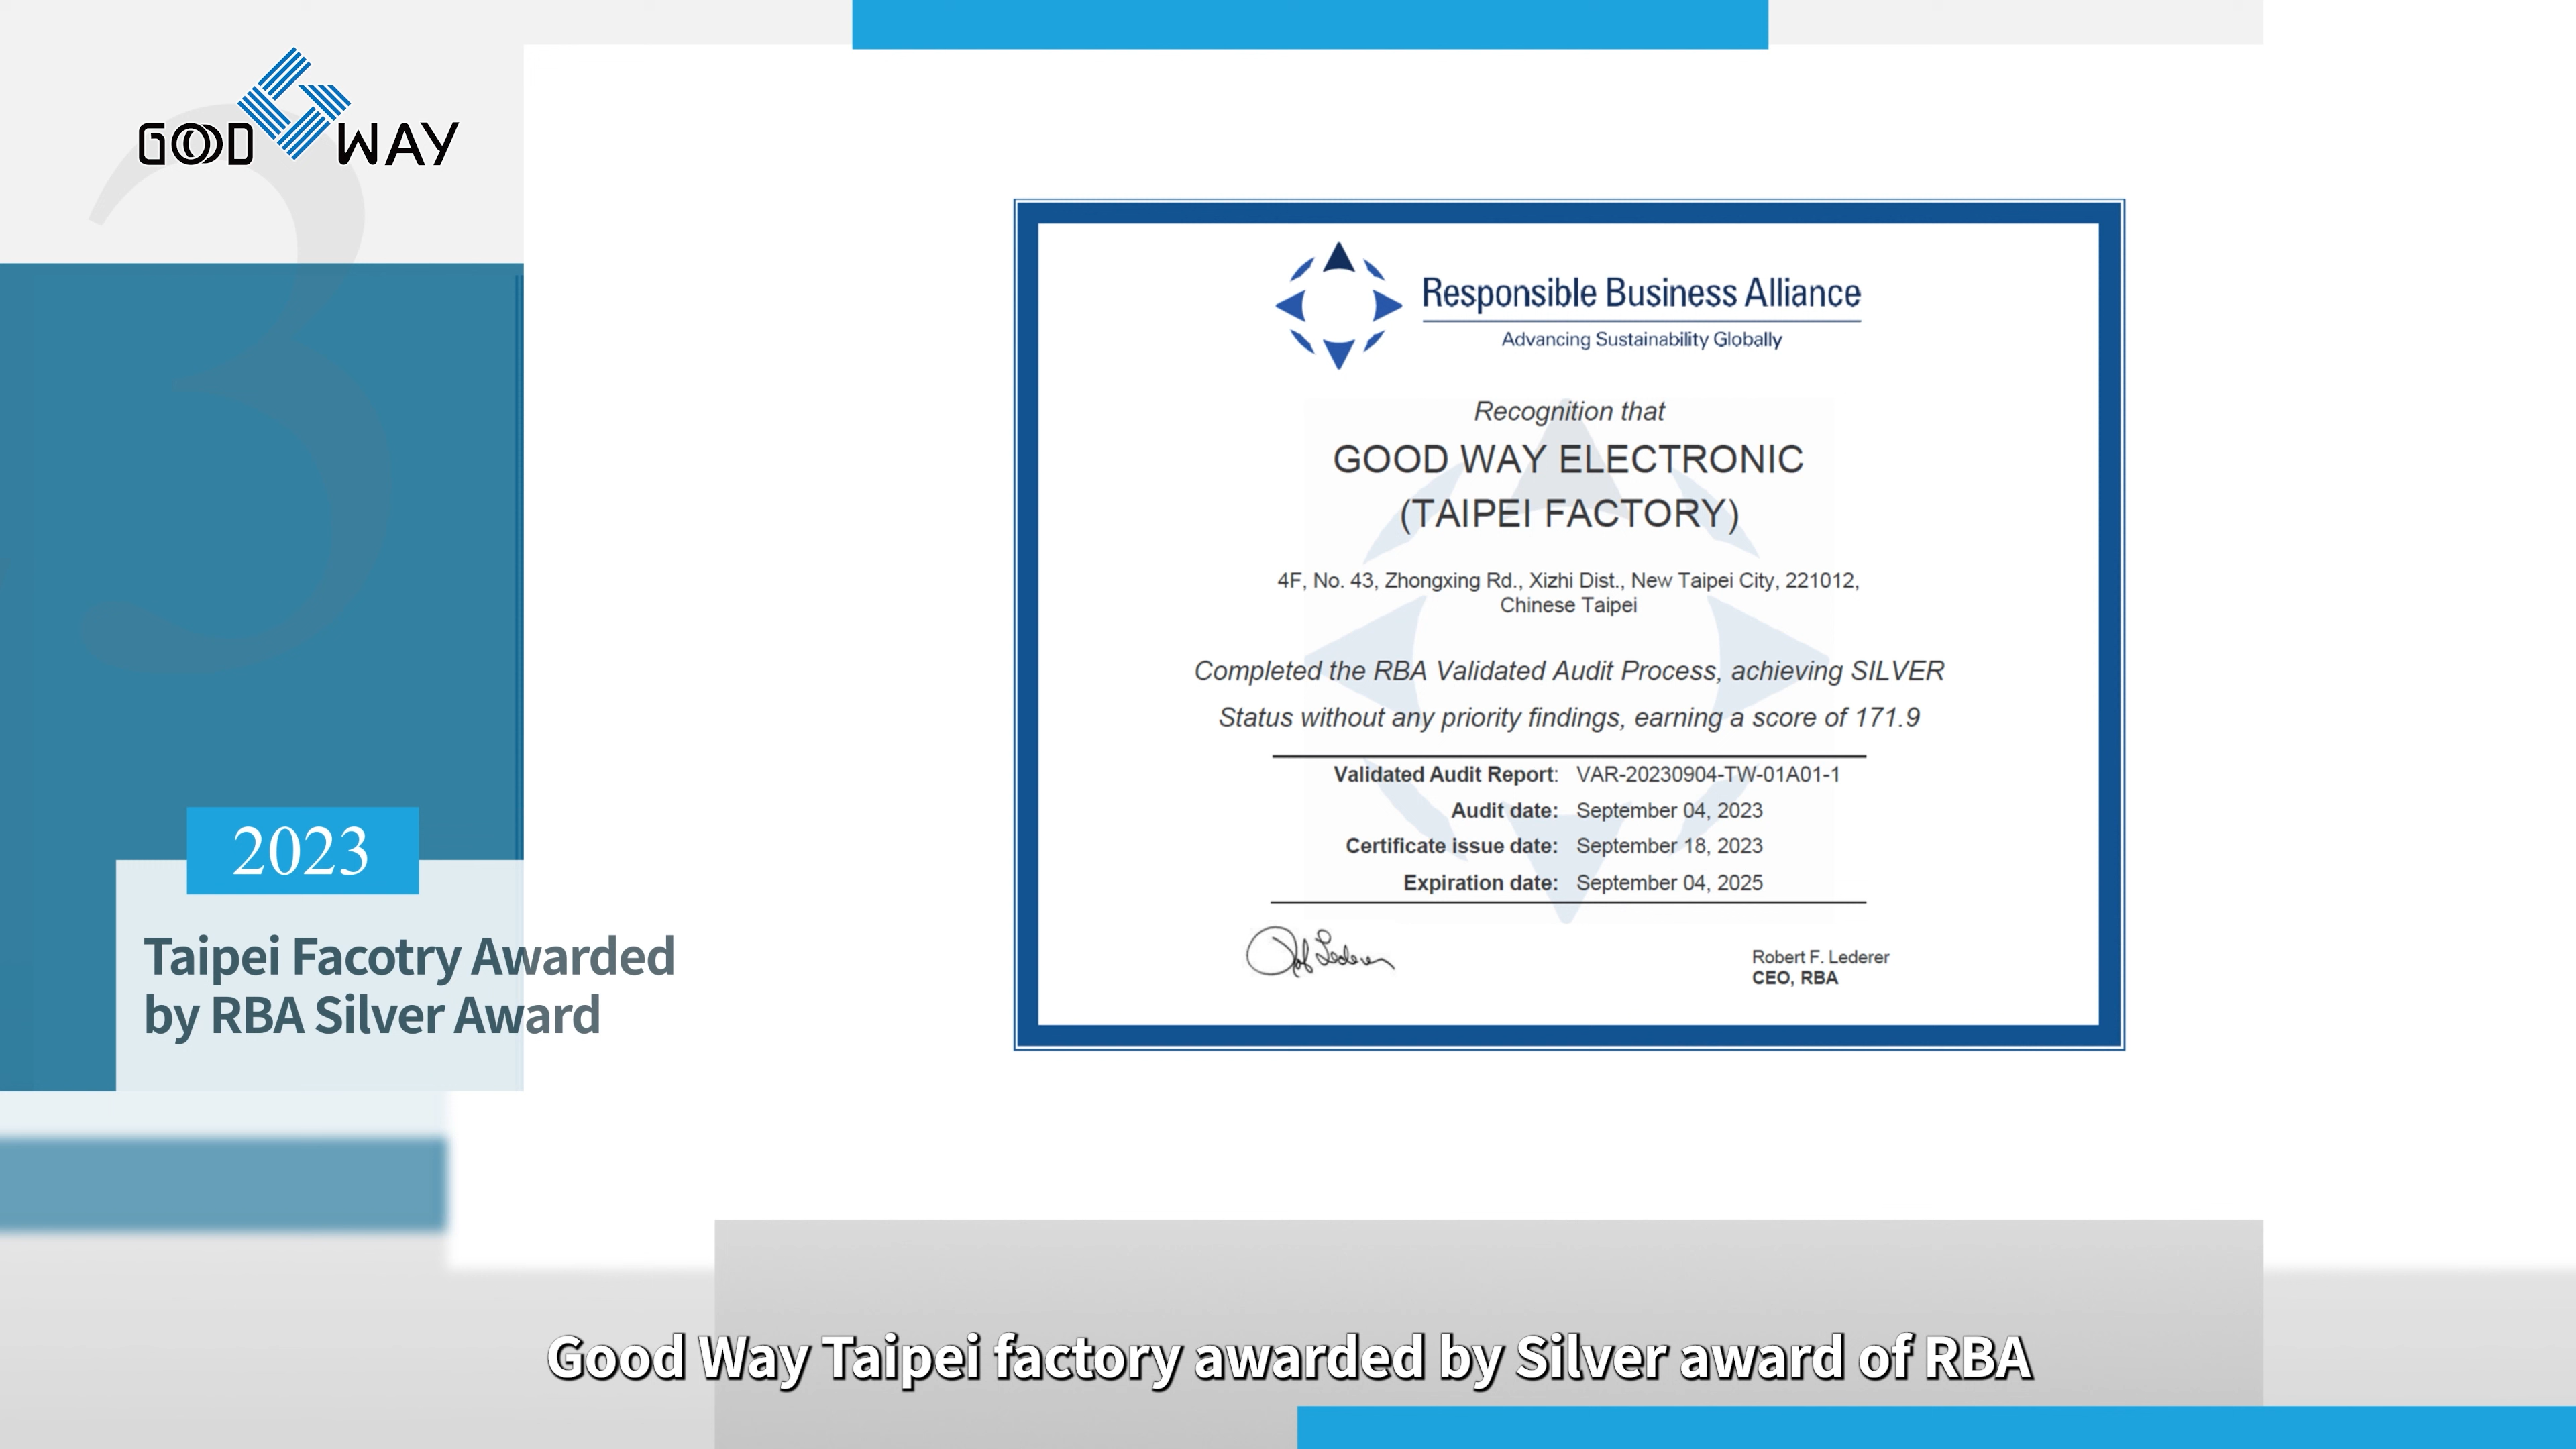 GOOD WAY
2023
Taipei Facotry Awarded
by RBA Silver Award
Responsible Business Alliance
Advancing Sustainability Globally
Recognition that
GOOD WAY ELECTRONIC
(TAIPEI FACTORY)
4F, No. 43, Zhongxing Rd., Xizhi Dist., New Taipei City, 221012,
Chinese Taipei
Completed the RBA Validated Audit Process, achieving SILVER
Status without any priority findings, earning a score of 171.9
Validated Audit Report: VAR-20230904-TW-01A01-1
Audit date: September 04, 2023
Certificate issue date: September 18, 2023
Expiration date: September 04, 2025
Rob Lederer
Robert F. Lederer
CEO, RBA
Good Way Taipei factory awarded by Silver award of RBA
3